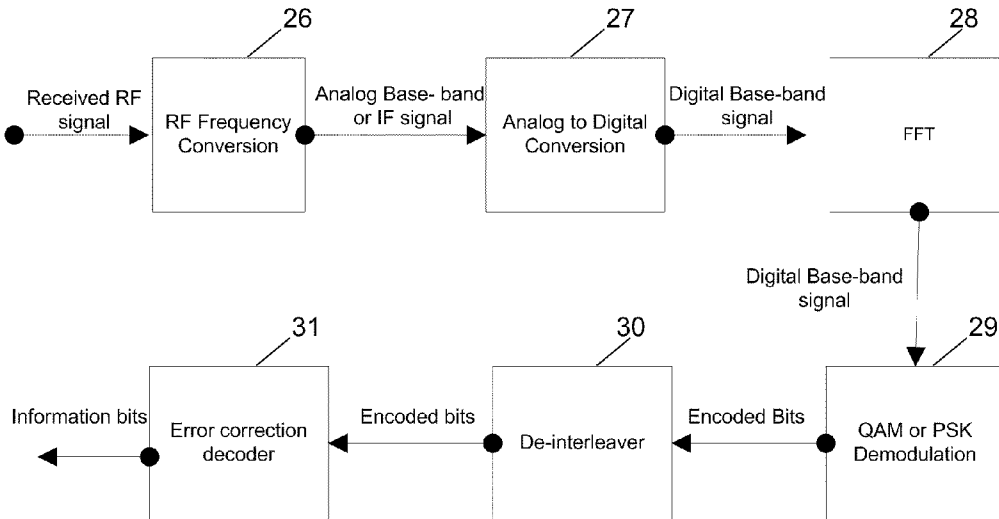 26
27
28
Received RF
signal
RF Frequency
Conversion
Analog Base- band
or IF signal
Analog to Digital
Conversion
Digital Base-band
signal
FFT
Digital Base-band
signal
31
30
29
Information bits
Error correction
decoder
Encoded bits
De-interleaver
Encoded Bits
QAM or PSK
Demodulation